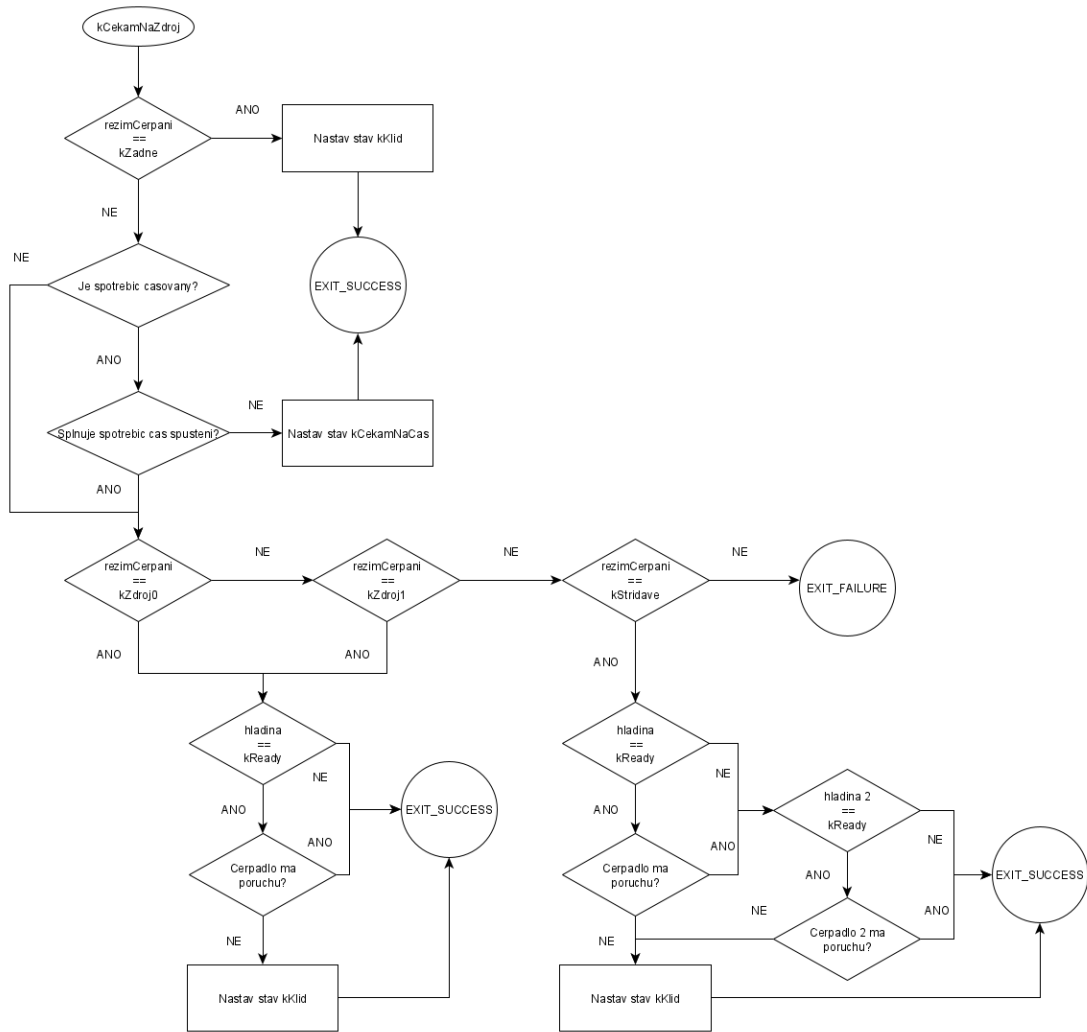 kCekamNaZdroj
rezimCerpani
==
kZadne
ANO
Nastav stav kKlid
NE
NE
Je spotrebic casovany?
EXIT_SUCCESS
ANO
Splnuje spotrebic cas spusteni?
NE
Nastav stav kCekamNaCas
ANO
rezimCerpani
==
kZdroj0
NE
rezimCerpani
==
kZdroj1
NE
rezimCerpani
==
kStridave
NE
EXIT_FAILURE
ANO
ANO
ANO
hladina
==
kReady
NE
ANO
ANO
Cerpadlo ma
poruchu?
EXIT_SUCCESS
NE
Nastav stav kKlid
hladina
==
kReady
NE
ANO
ANO
Cerpadlo ma
poruchu?
hladina 2
==
kReady
NE
ANO
ANO
Cerpadlo 2 ma
poruchu?
NE
EXIT_SUCCESS
NE
Nastav stav kKlid